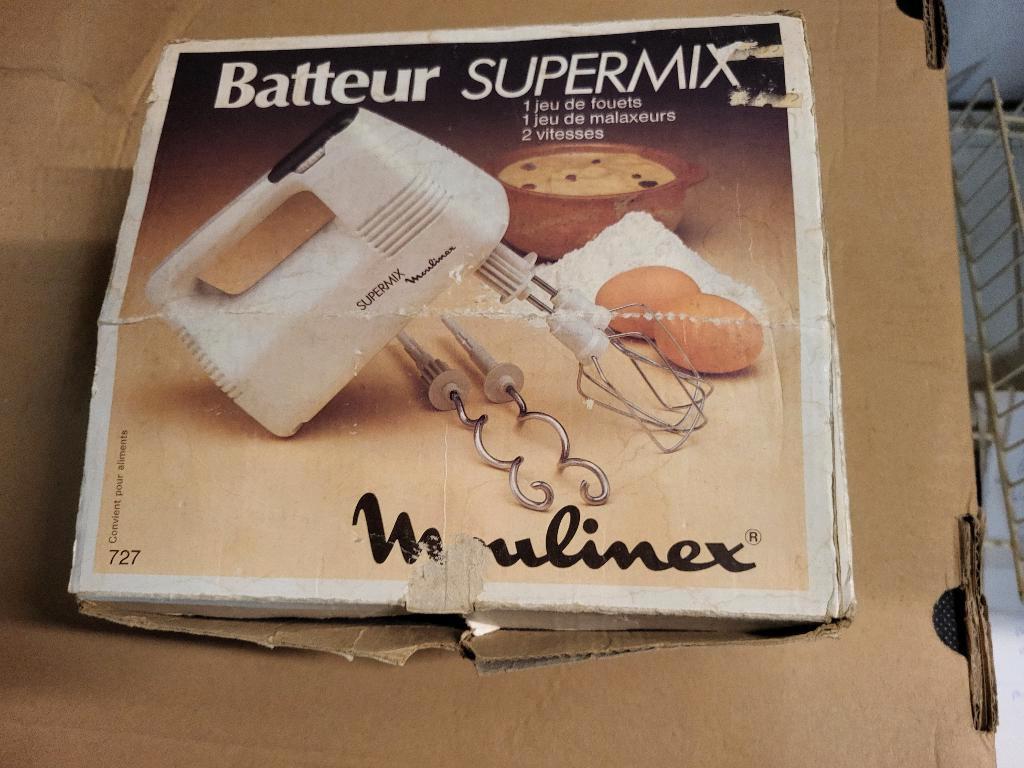 Batteur SUPERMIX
1 jeu de fouets
1 jeu de malaxeurs
2 vitesses
SUPERMIX Moulinex
Convient pour aliments
727
Moulinex®